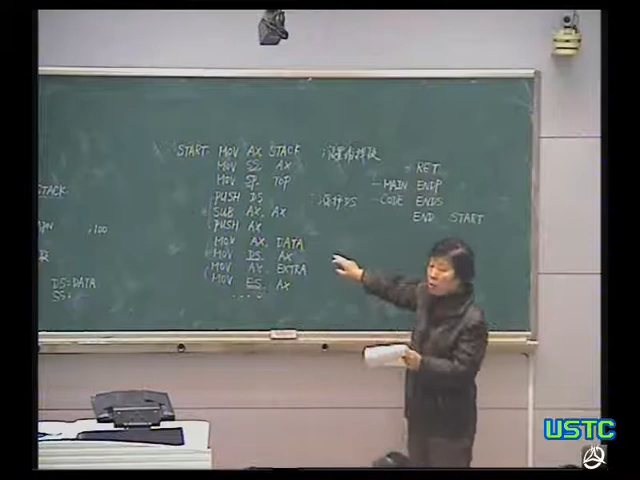 STACK
,100
DS=DATA
SS:
START: MOV AX, STACK
MOV SS, AX
MOV SP, TOP
PUSH DS
SUB AX, AX
PUSH AX
MOV AX, DATA
MOV DS, AX
MOV AX, EXTRA
MOV ES, AX
....
RET
MAIN ENDP
CODE ENDS
END START
USTC